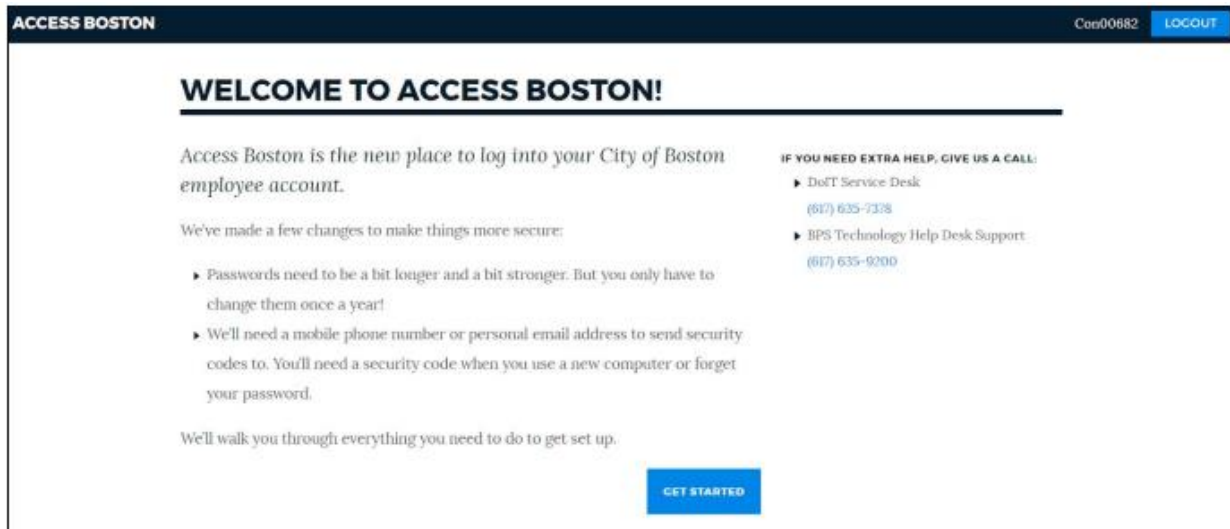 ACCESS BOSTON
Con00682 LOGOUT
WELCOME TO ACCESS BOSTON!
Access Boston is the new place to log into your City of Boston
employee account.
We've made a few changes to make things more secure:
Passwords need to be a bit longer and a bit stronger. But you only have to
change them once a year!
We'll need a mobile phone number or personal email address to send security
codes to. You'll need a security code when you use a new computer or forget
your password.
We'll walk you through everything you need to do to get set up.
GET STARTED
IF YOU NEED EXTRA HELP, GIVE US A CALL:
DoIT Service Desk
(617) 635-7378
BPS Technology Help Desk Support
(617) 635-9200